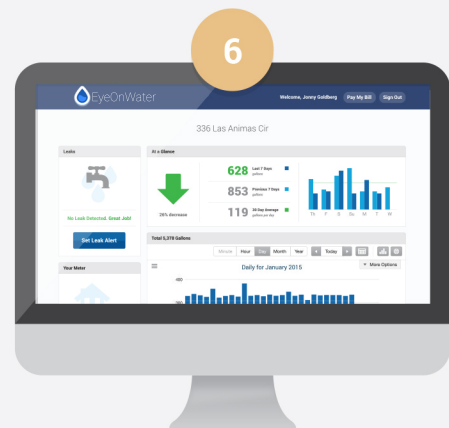 6
EyeOnWater
Welcome, Jenny Goldberg
Pay My Bill
Sign Out
336 Las Animas Cir
Leaks
No Leak Detected. Great Job!
Set Leak Alert
Your Meter
At a Glance
26% decrease
628 Last 7 Days
gallons
853 Previous 7 Days
gallons
119 30 Day Average
gallons per day
Th F S Su M T W
Total 5,378 Gallons
Minute Hour Day Month Year Today
More Options
Daily for January 2015
400
300